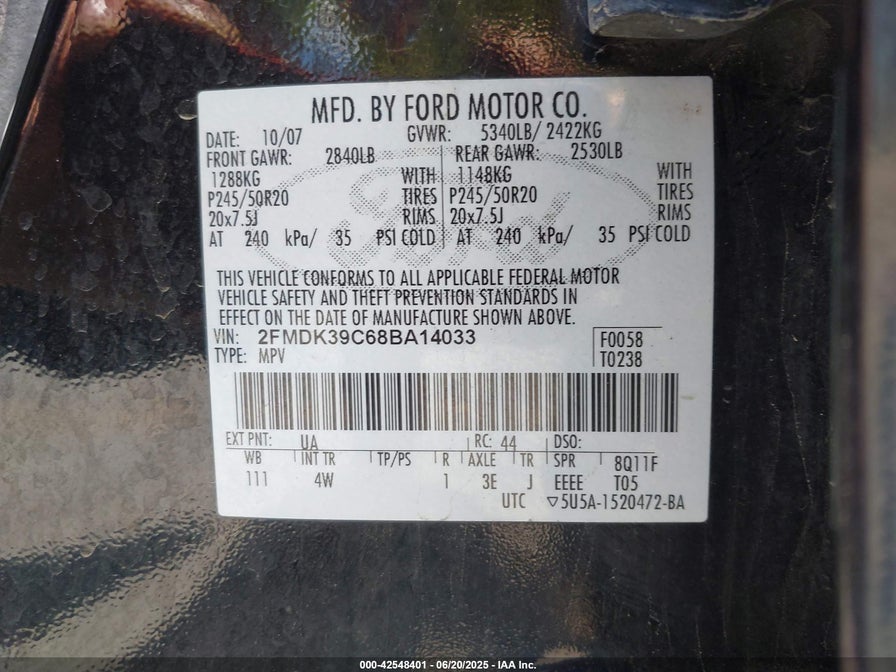 MFD. BY FORD MOTOR CO.
DATE: 10/07 GVWR: 5340LB/ 2422KG
FRONT GAWR: 2840LB REAR GAWR: 2530LB
1288KG WITH 1148KG WITH
P245/50R20 TIRES P245/50R20 TIRES
20x7.5J RIMS 20x7.5J RIMS
AT 240 kPa/ 35 PSI COLD AT 240 kPa/ 35 PSI COLD
THIS VEHICLE CONFORMS TO ALL APPLICABLE FEDERAL MOTOR
VEHICLE SAFETY AND THEFT PREVENTION STANDARDS IN
EFFECT ON THE DATE OF MANUFACTURE SHOWN ABOVE.
VIN: 2FMDK39C68BA14033 F0058
TYPE: MPV T0238
EXT PNT: UA RC: 44 DSO:
WB INT TR TP/PS R AXLE TR SPR 8Q11F
111 4W 1 3E J EEEE T05
UTC ▽5U5A-1520472-BA
000-42548401 - 06/20/2025 - IAA Inc.